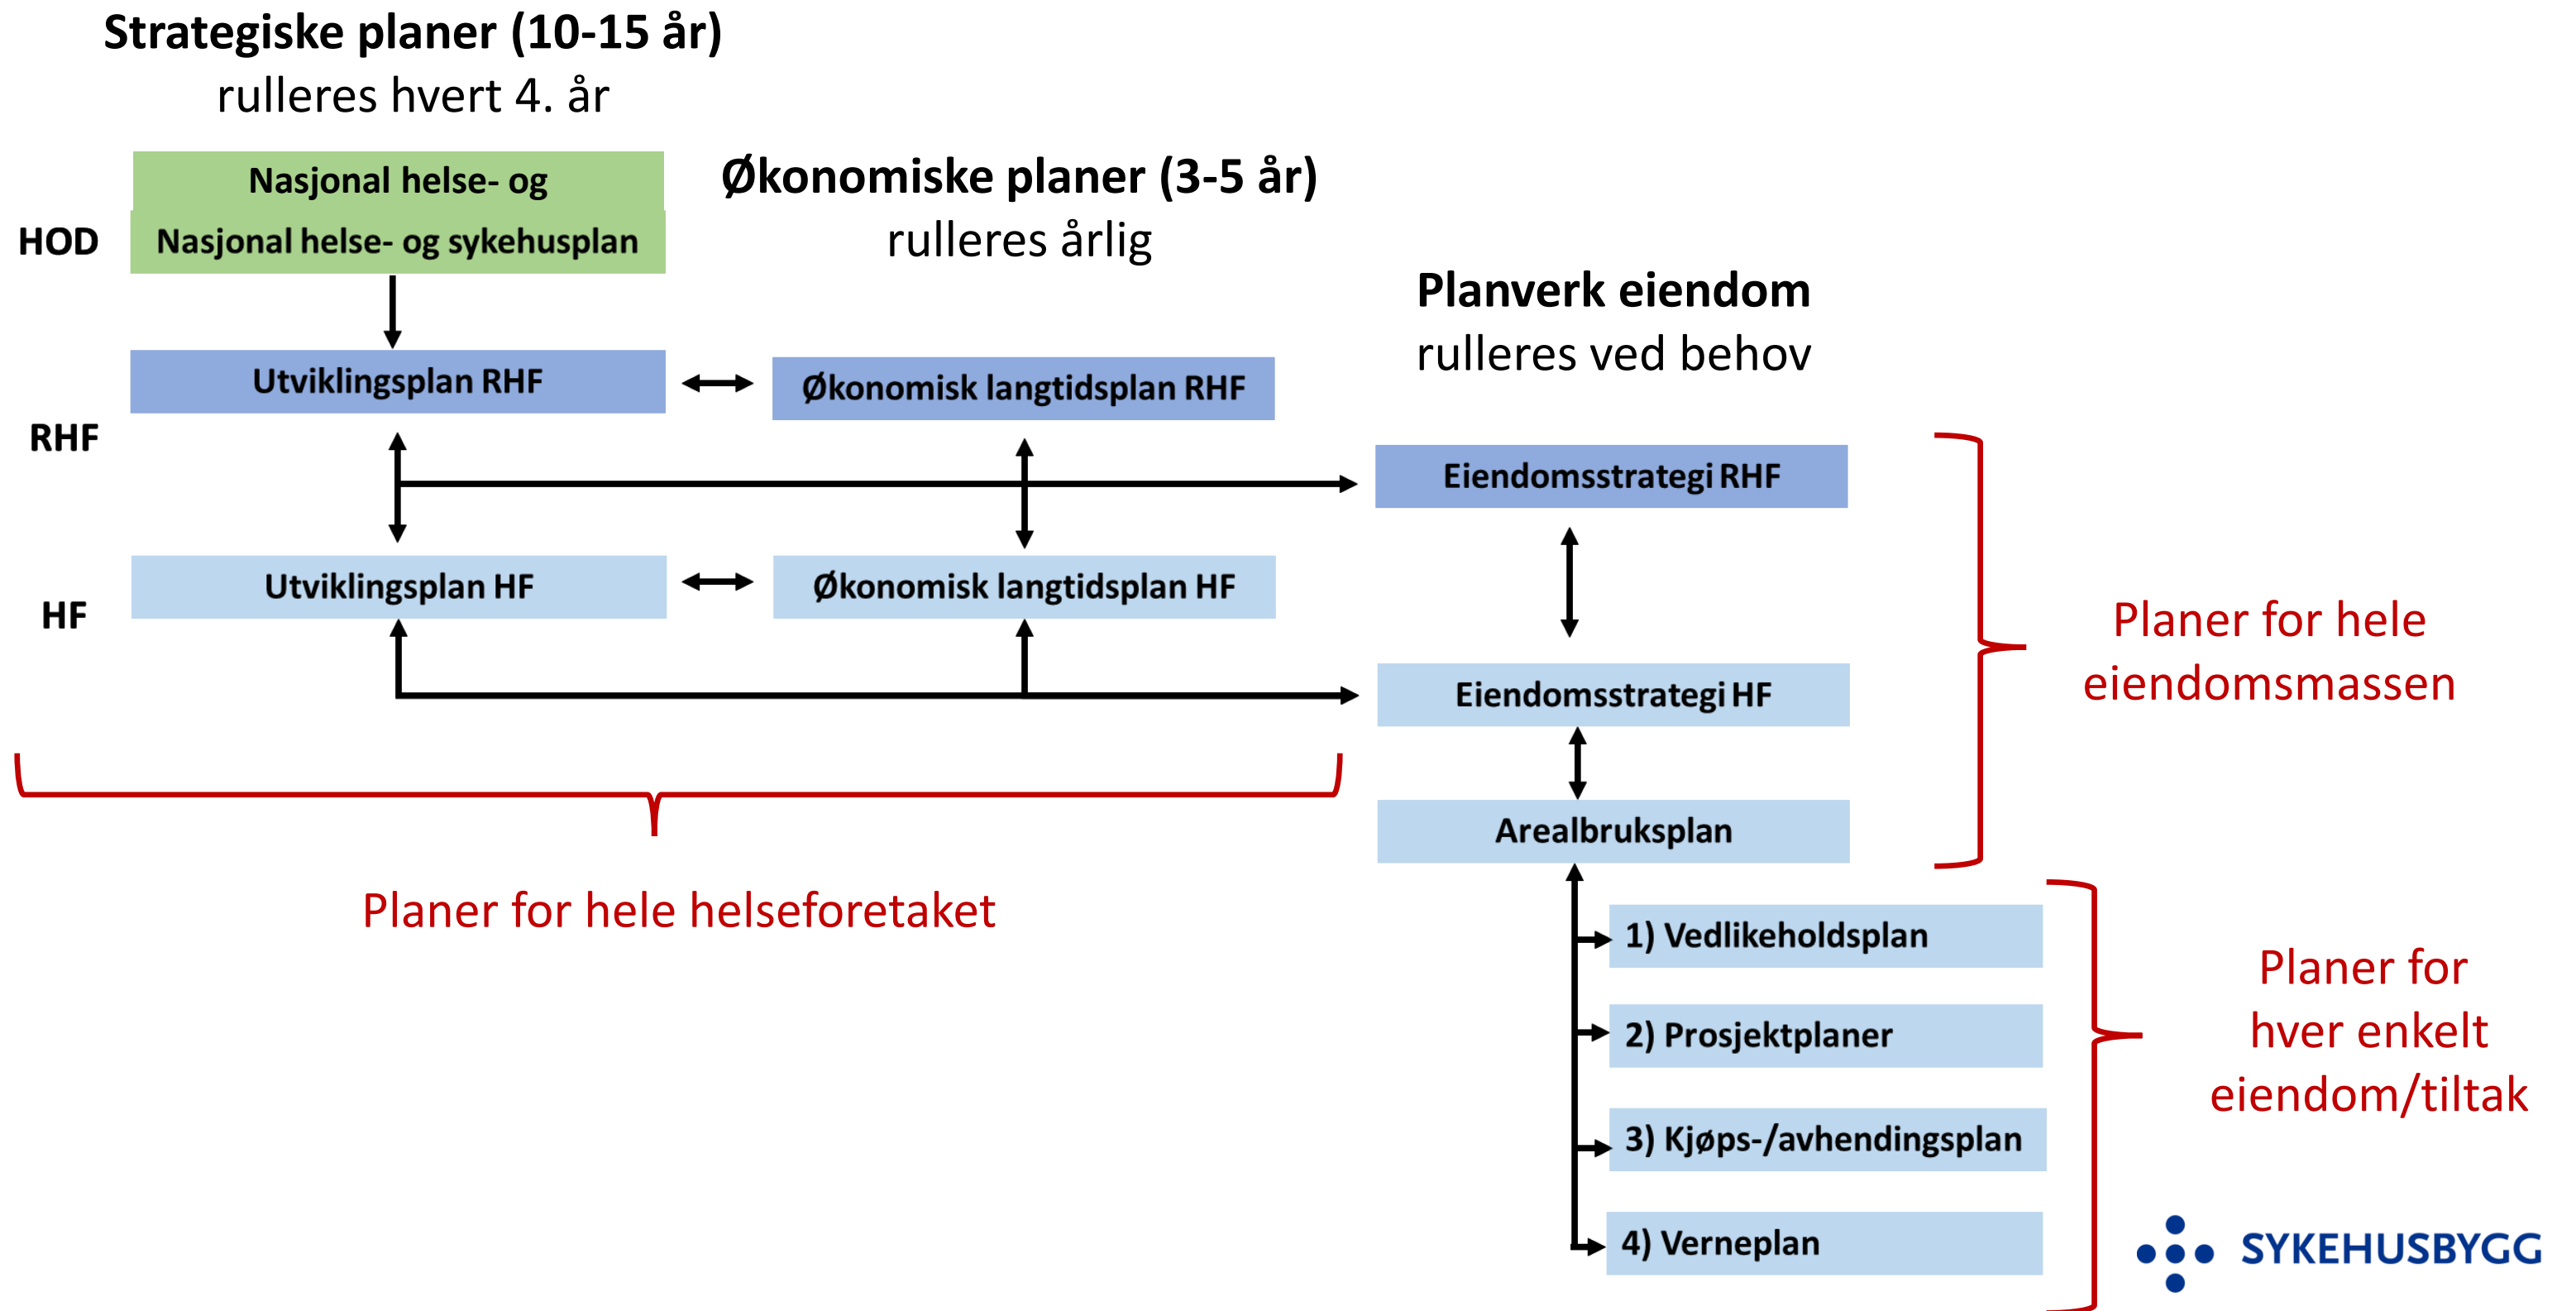 Strategiske planer (10-15 år)
rulleres hvert 4. år
Nasjonal helse- og
HOD
Nasjonal helse- og sykehusplan
Økonomiske planer (3-5 år)
rulleres årlig
Planverk eiendom
rulleres ved behov
Utviklingsplan RHF
Økonomisk langtidsplan RHF
RHF
Eiendomsstrategi RHF
Utviklingsplan HF
Økonomisk langtidsplan HF
HF
Eiendomsstrategi HF
Planer for hele
eiendomsmassen
Arealbruksplan
Planer for hele helseforetaket
1) Vedlikeholdsplan
2) Prosjektplaner
3) Kjøps-/avhendingsplan
4) Verneplan
Planer for
hver enkelt
eiendom/tiltak
SYKEHUSBYGG